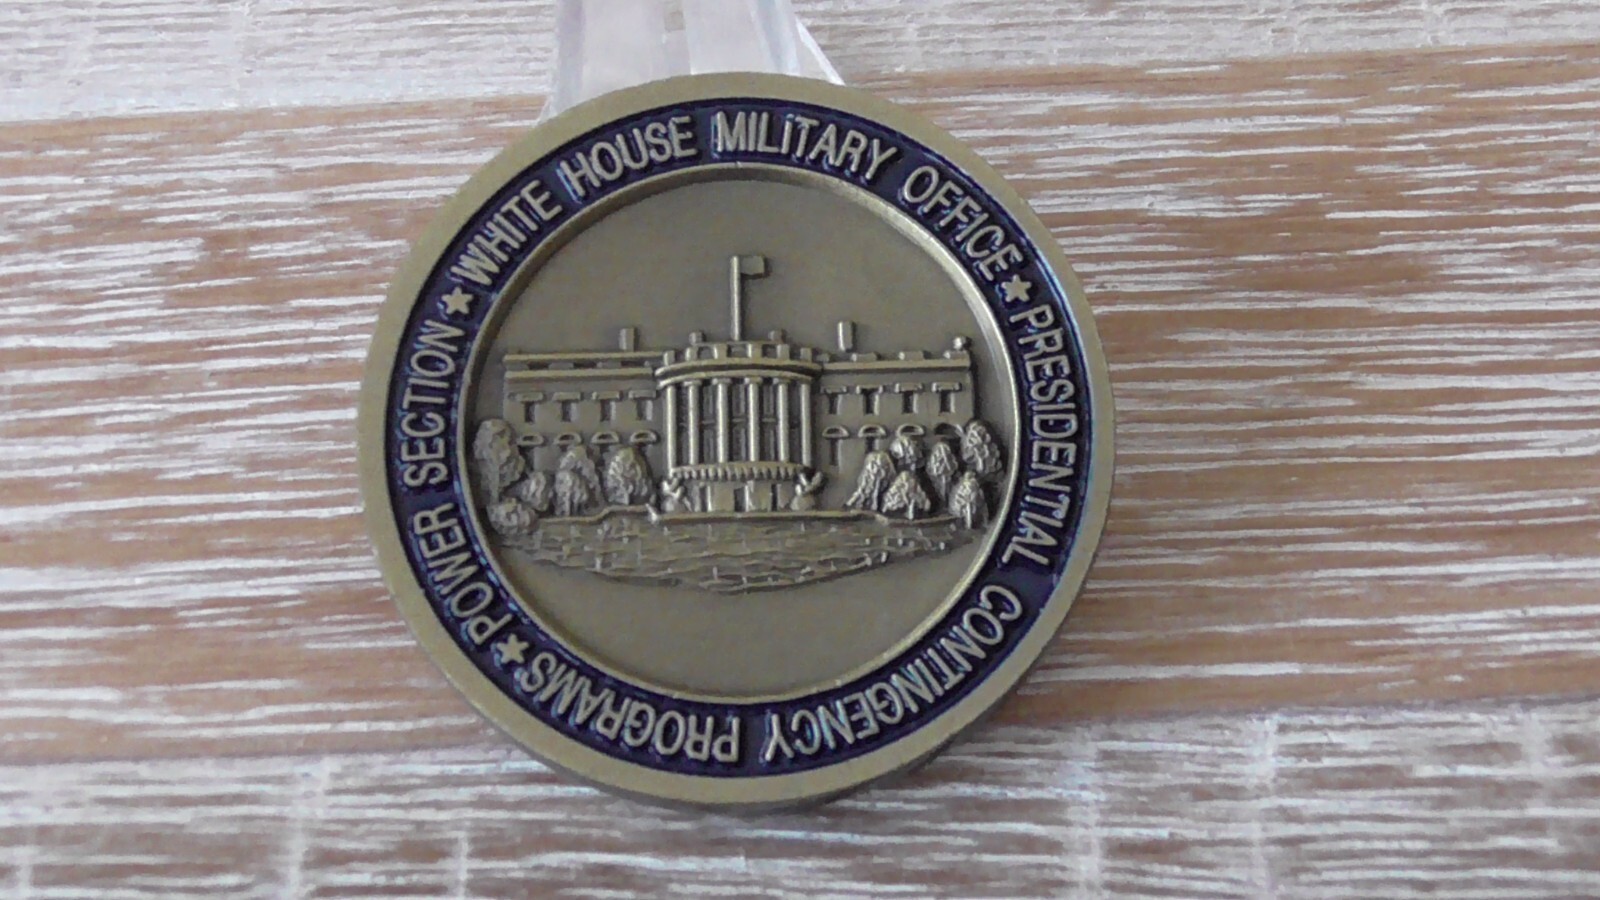 ★ WHITE HOUSE MILITARY OFFICE ★ PRESIDENTIAL CONTINGENCY PROGRAMS ★ POWER SECTION